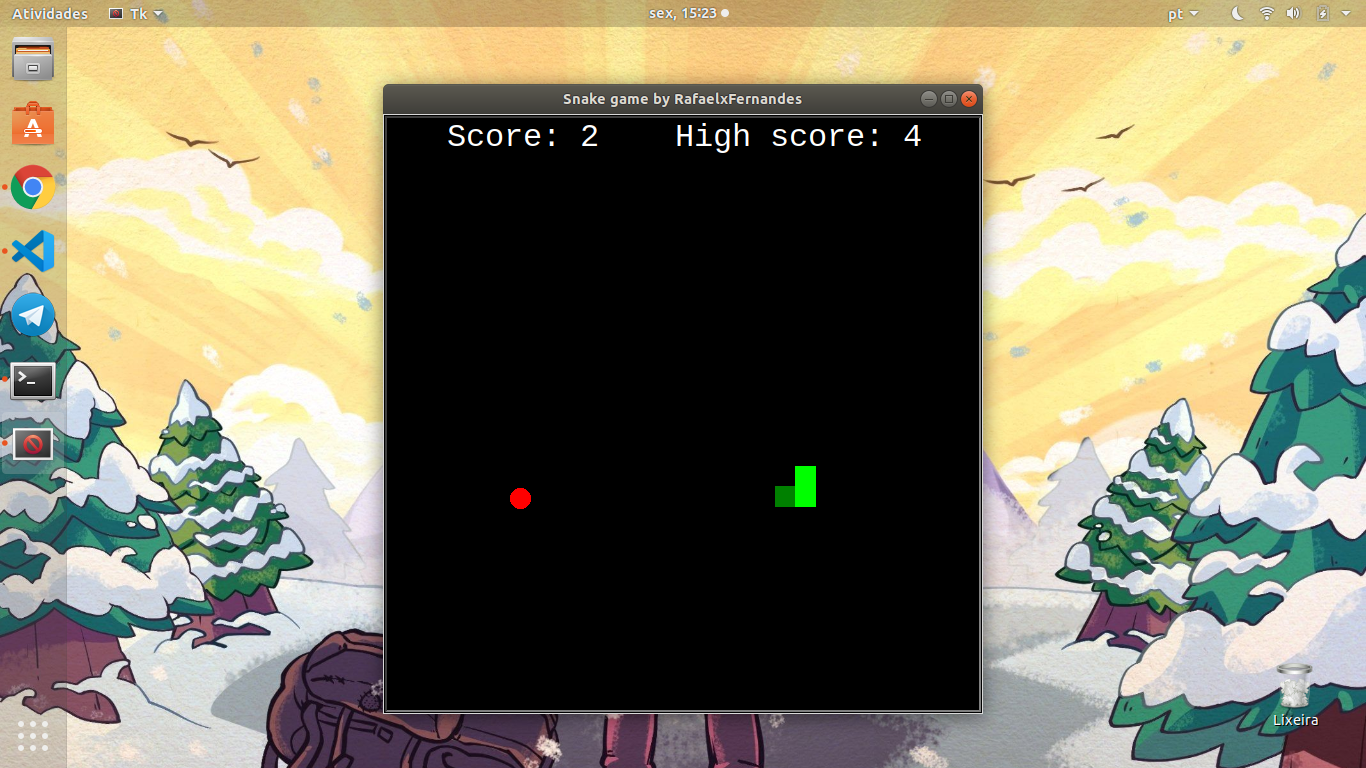 Atividades Tk sex, 15:23 pt
Snake game by RafaelxFernandes
Score: 2 High score: 4
Lixeira